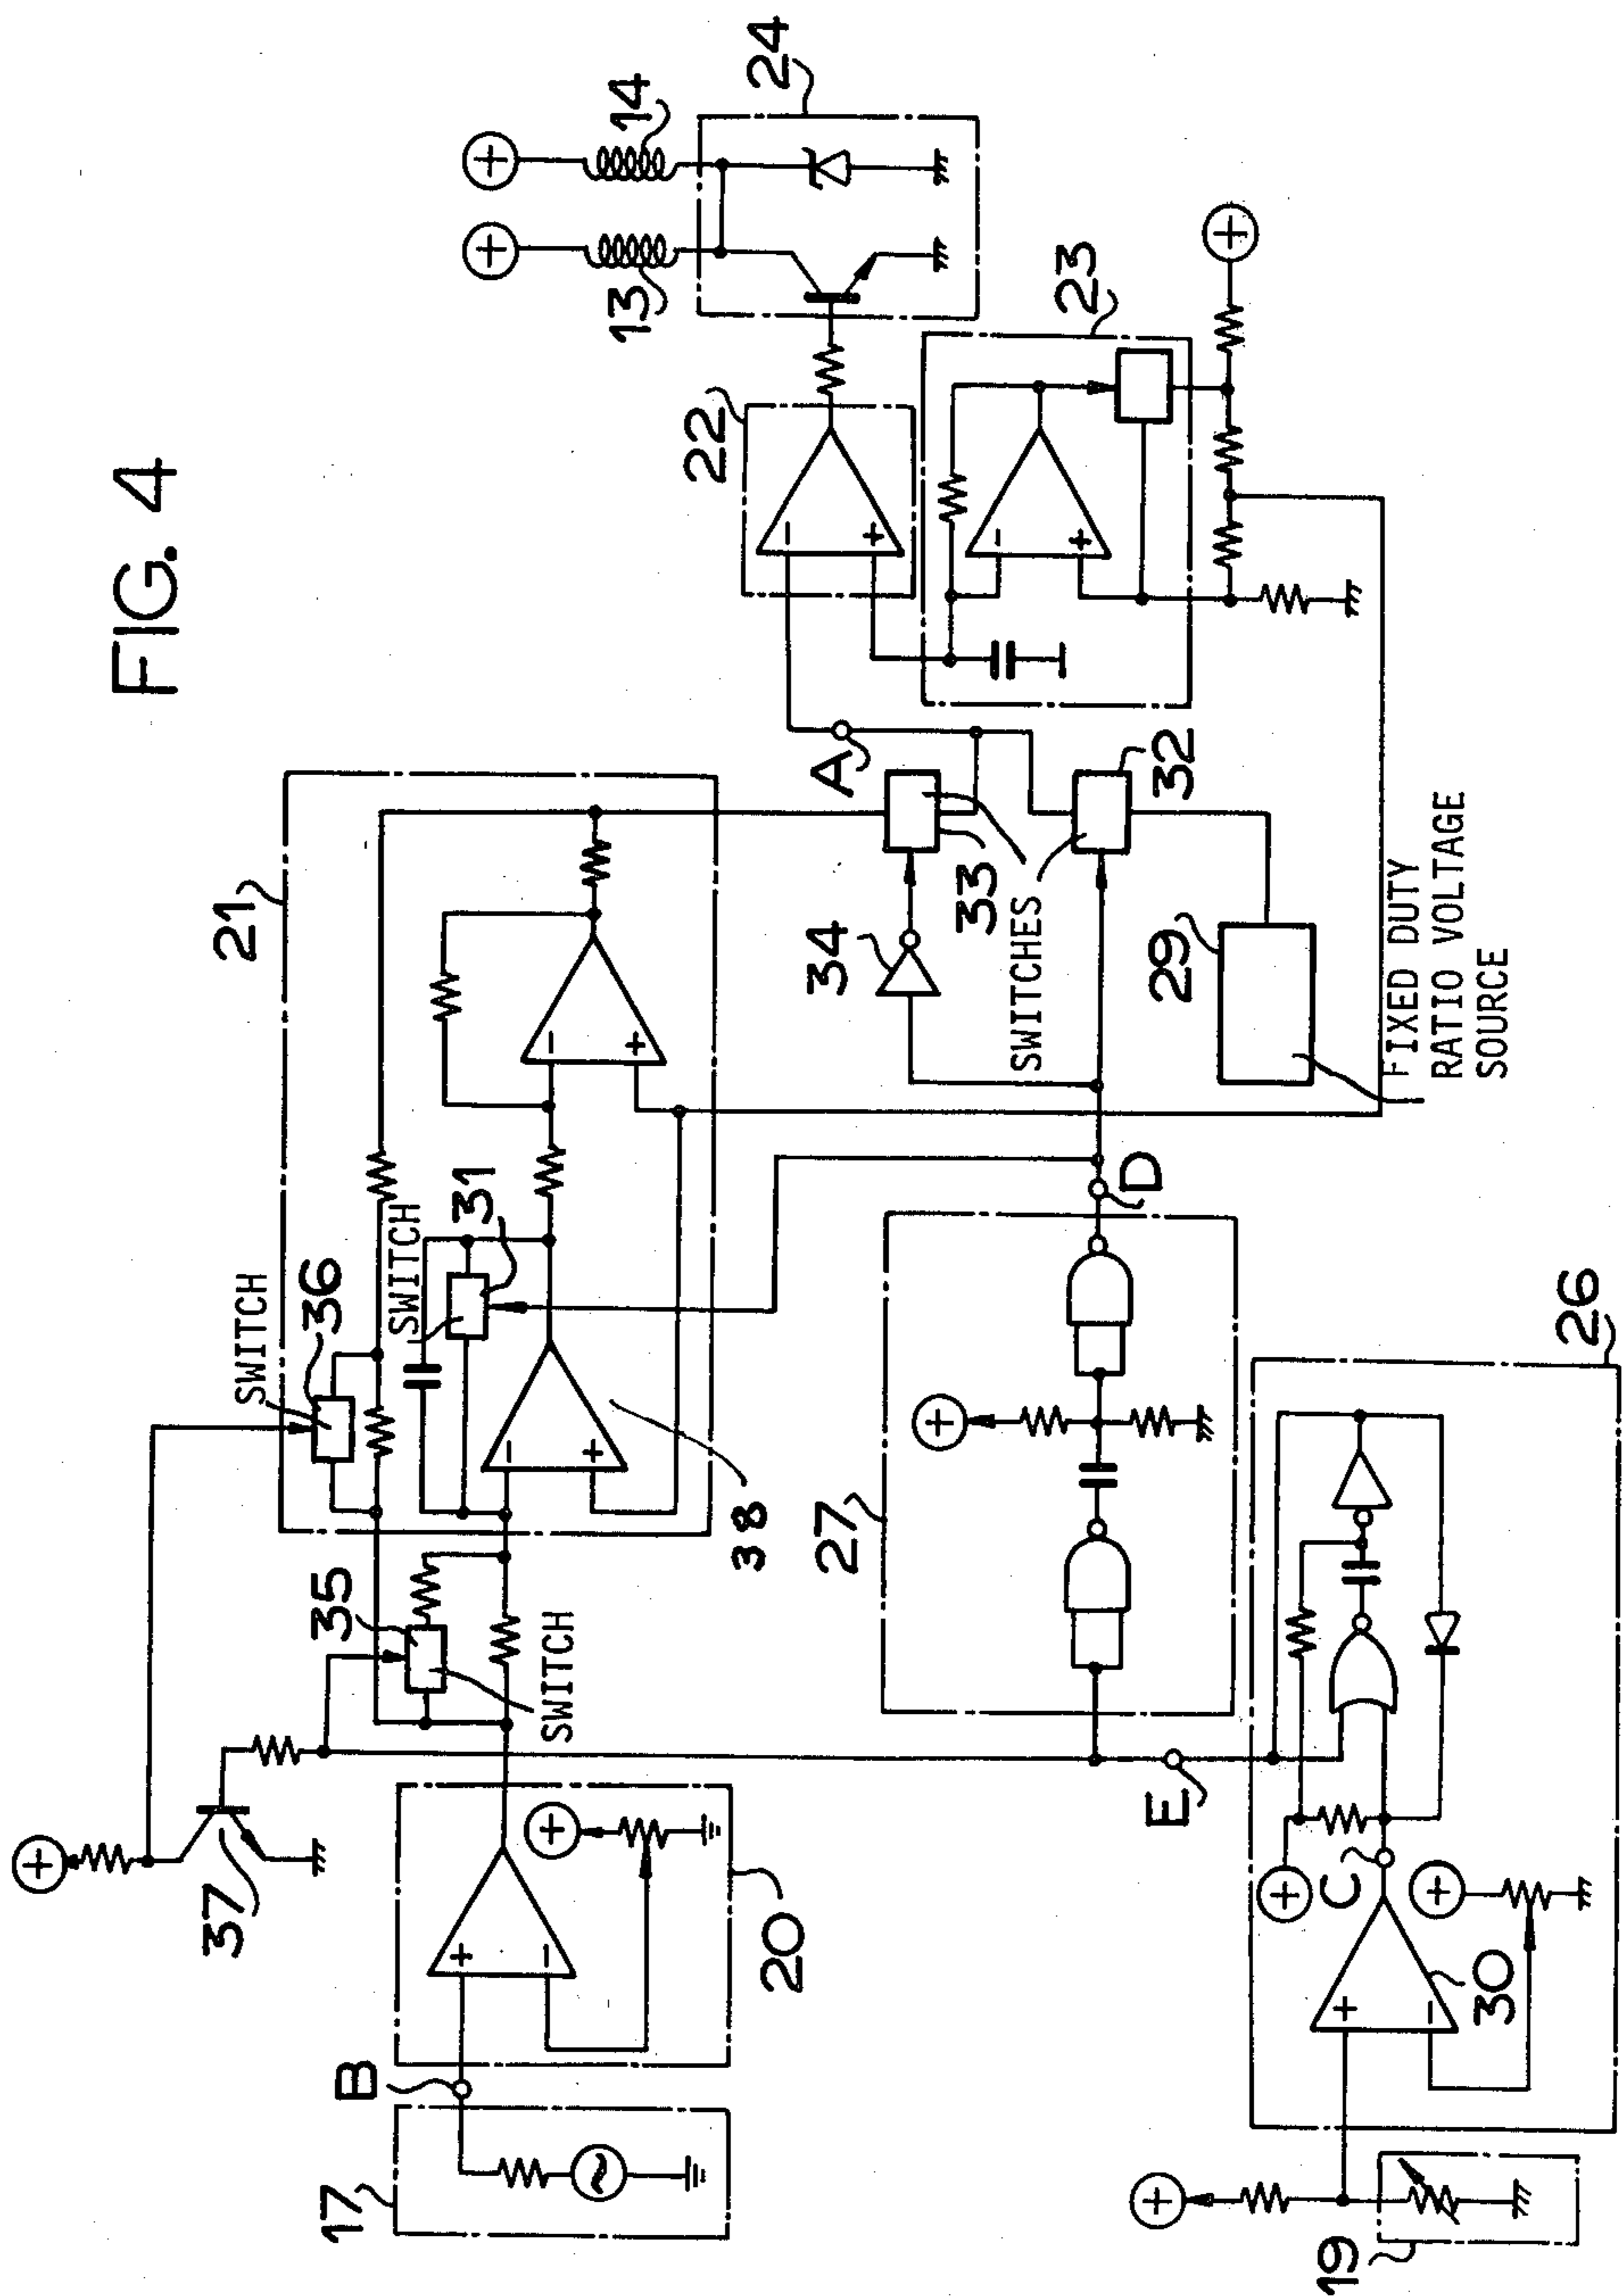 FIG. 4
14
24
13
23
22
21
A
32
33
SWITCHES
34
29
FIXED DUTY
RATIO VOLTAGE
SOURCE
SWITCH
36
SWITCH
31
D
38
27
26
35
SWITCH
37
E
20
C
30
B
17
19